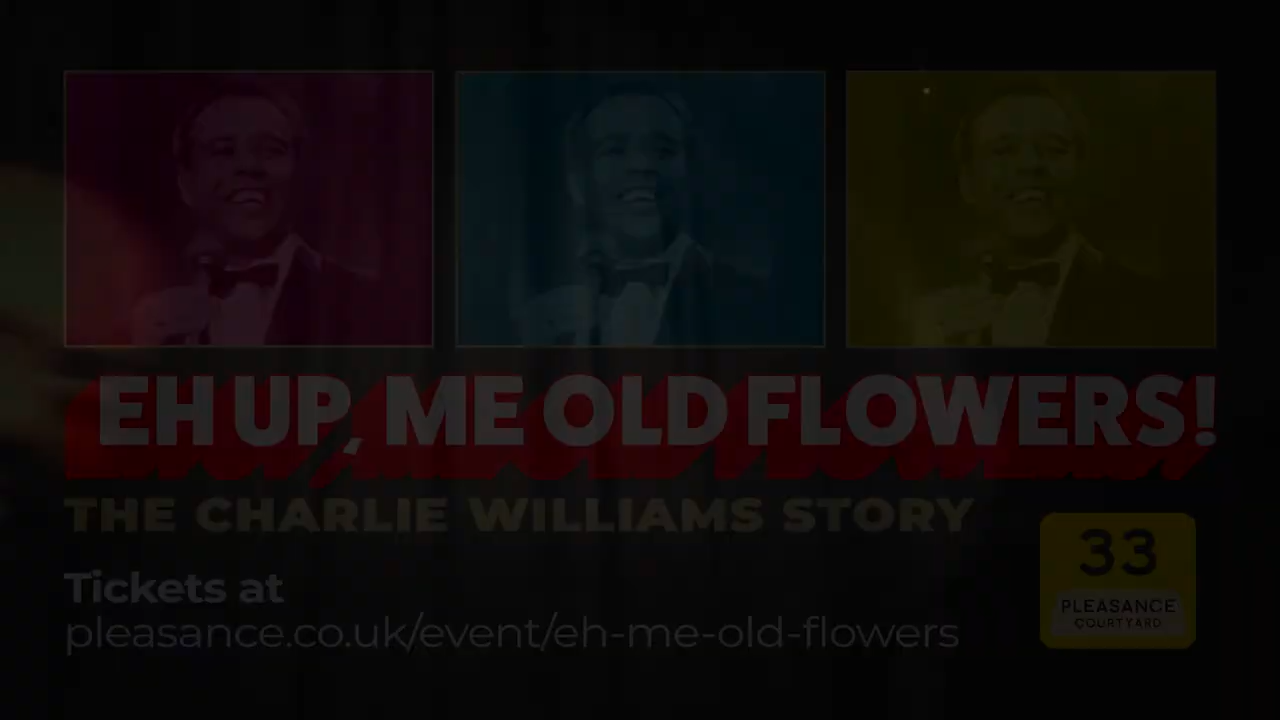 EH UP, ME OLD FLOWERS!
THE CHARLIE WILLIAMS STORY
Tickets at
pleasance.co.uk/event/eh-me-old-flowers
33
PLEASANCE
COURTYARD